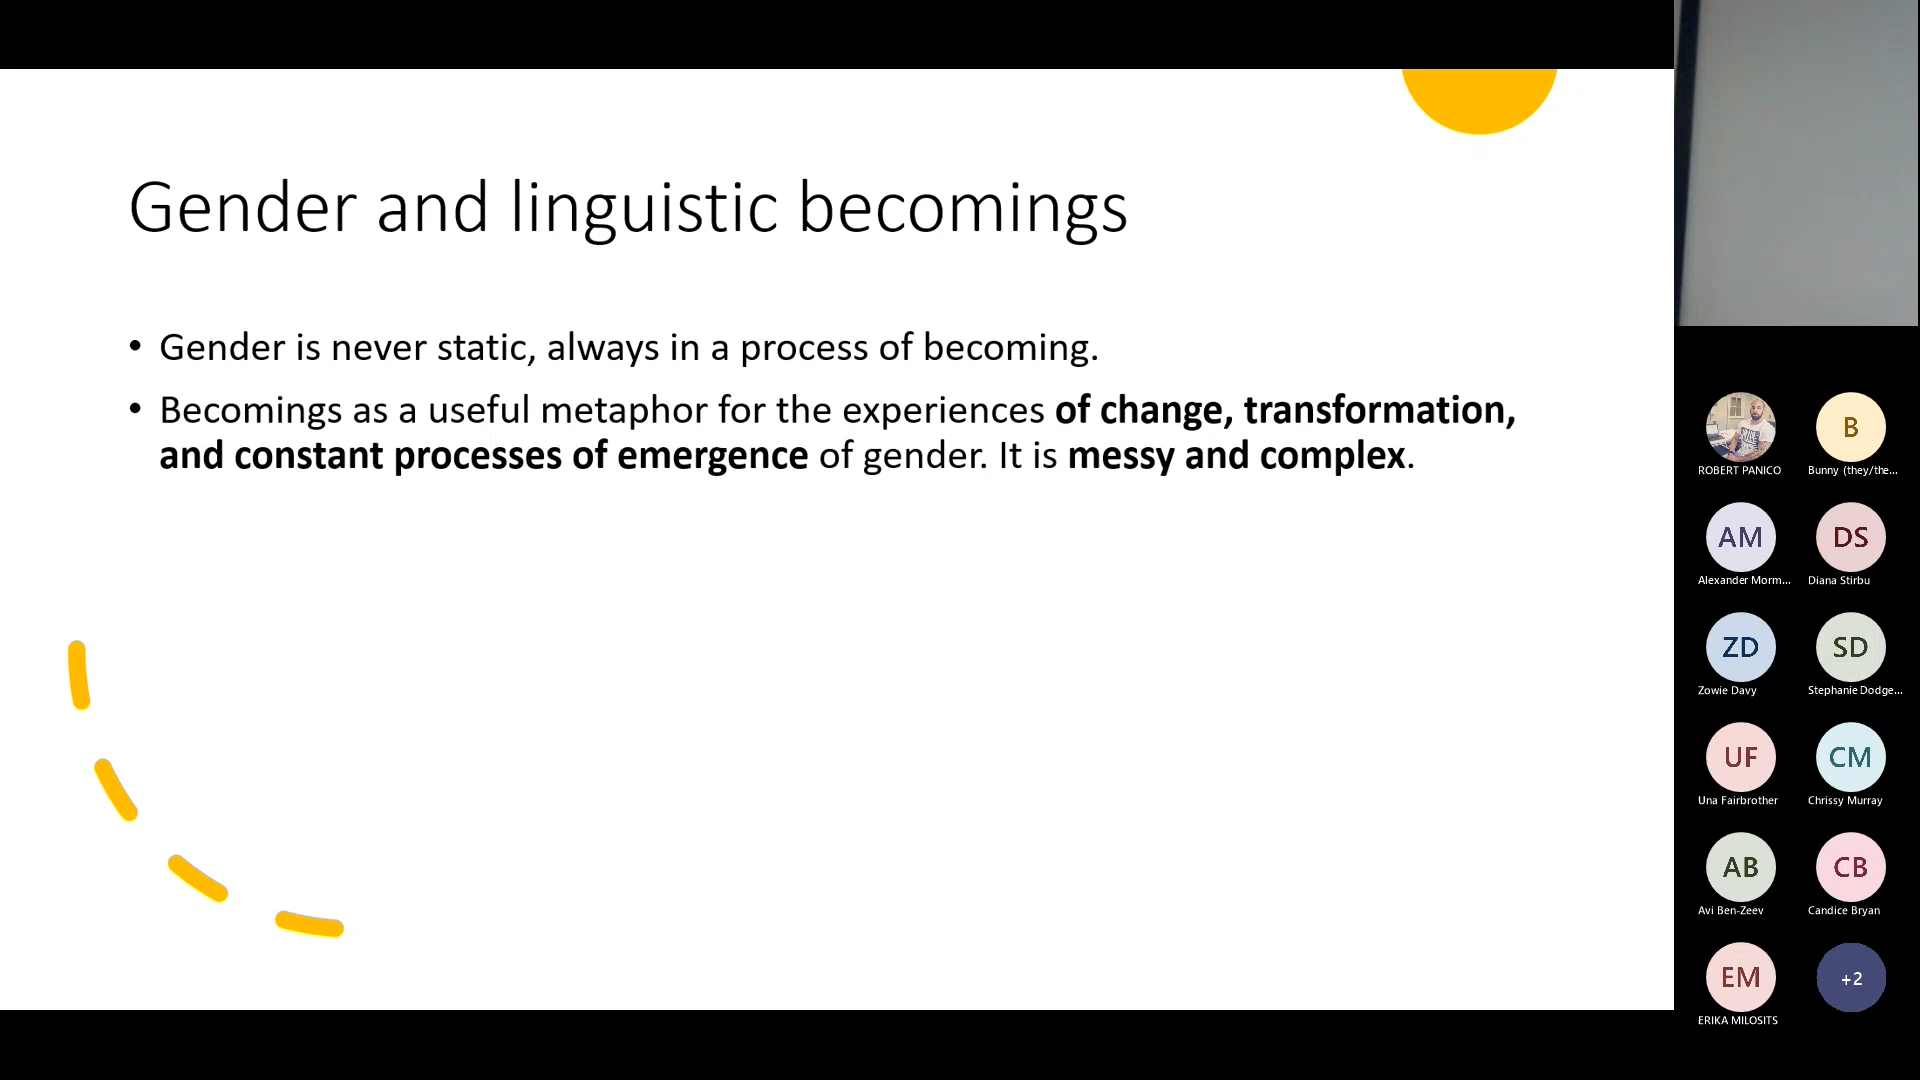 Gender and linguistic becomings
• Gender is never static, always in a process of becoming.
• Becomings as a useful metaphor for the experiences of change, transformation,
and constant processes of emergence of gender. It is messy and complex.
ROBERT PANICO
B
Bunny (they/the...
AM
Alexander Morm...
DS
Diana Stirbu
ZD
Zowie Davy
SD
Stephanie Dodge...
UF
Una Fairbrother
CM
Chrissy Murray
AB
Avi Ben-Zeev
CB
Candice Bryan
EM
ERIKA MILOSITS
+2